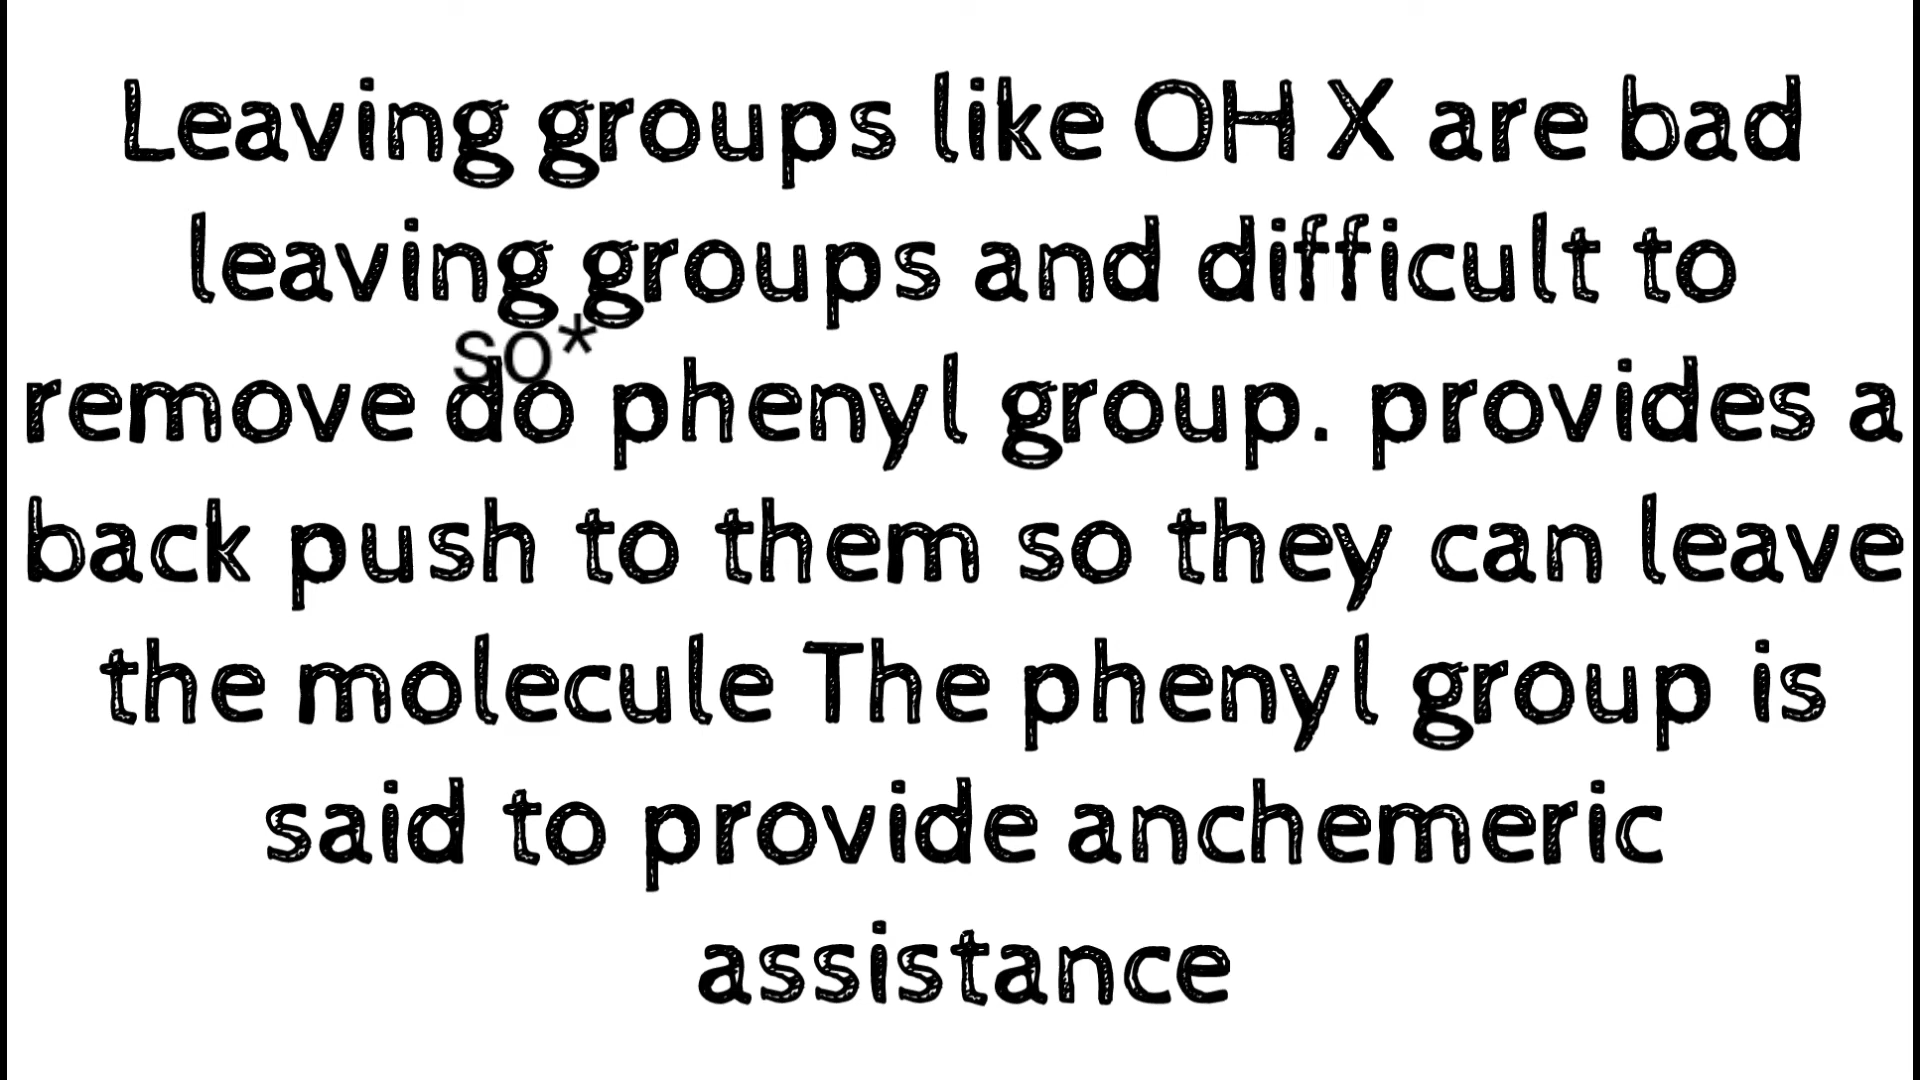 Leaving groups like OH X are bad
leaving groups and difficult to
so*
remove do phenyl group. provides a
back push to them so they can leave
the molecule The phenyl group is
said to provide anchemeric
assistance